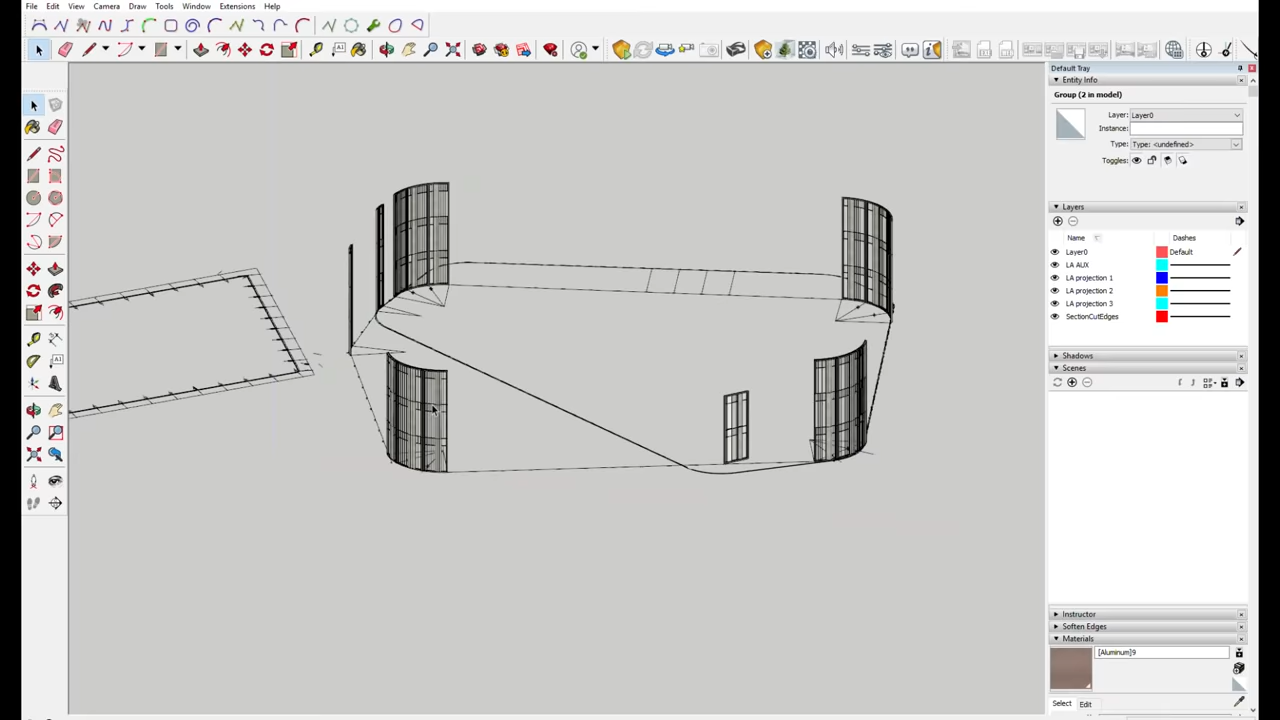 File Edit View Camera Draw Tools Window Extensions Help
Default Tray
Entity Info
Group (2 in model)
Layer: Layer0
Instance:
Type: Type: <undefined>
Toggles:
Layers
Name Dashes
Layer0 Default
LA AUX
LA projection 1
LA projection 2
LA projection 3
SectionCutEdges
Shadows
Scenes
Instructor
Soften Edges
Materials
[Aluminum]9
Select Edit